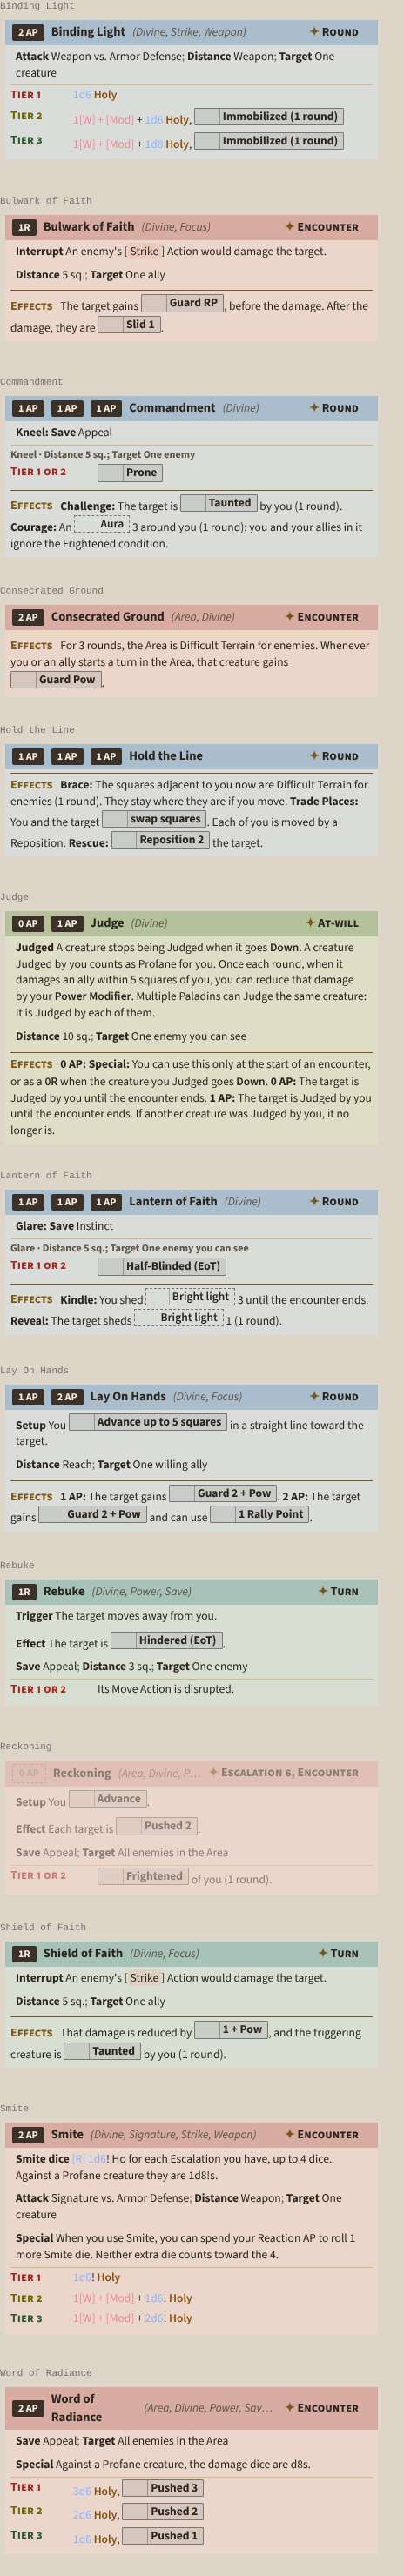 Binding Light
2 AP Binding Light (Divine, Strike, Weapon) ✦ ROUND
Attack Weapon vs. Armor Defense; Distance Weapon; Target One
creature
TIER 1 1d6 Holy
TIER 2 1[W] + [Mod] + 1d6 Holy, Immobilized (1 round)
TIER 3 1[W] + [Mod] + 1d8 Holy, Immobilized (1 round)
Bulwark of Faith
1R Bulwark of Faith (Divine, Focus) ✦ ENCOUNTER
Interrupt An enemy's [ Strike ] Action would damage the target.
Distance 5 sq.; Target One ally
EFFECTS The target gains Guard RP, before the damage. After the
damage, they are Slid 1.
Commandment
1 AP 1 AP 1 AP Commandment (Divine) ✦ ROUND
Kneel: Save Appeal
Kneel · Distance 5 sq.; Target One enemy
TIER 1 OR 2 Prone
EFFECTS Challenge: The target is Taunted by you (1 round).
Courage: An Aura 3 around you (1 round): you and your allies in it
ignore the Frightened condition.
Consecrated Ground
2 AP Consecrated Ground (Area, Divine) ✦ ENCOUNTER
EFFECTS For 3 rounds, the Area is Difficult Terrain for enemies. Whenever
you or an ally starts a turn in the Area, that creature gains
Guard Pow.
Hold the Line
1 AP 1 AP 1 AP Hold the Line ✦ ROUND
EFFECTS Brace: The squares adjacent to you now are Difficult Terrain for
enemies (1 round). They stay where they are if you move. Trade Places:
You and the target swap squares. Each of you is moved by a
Reposition. Rescue: Reposition 2 the target.
Judge
0 AP 1 AP Judge (Divine) ✦ AT-WILL
Judged A creature stops being Judged when it goes Down. A creature
Judged by you counts as Profane for you. Once each round, when it
damages an ally within 5 squares of you, you can reduce that damage
by your Power Modifier. Multiple Paladins can Judge the same creature:
it is Judged by each of them.
Distance 10 sq.; Target One enemy you can see
EFFECTS 0 AP: Special: You can use this only at the start of an encounter,
or as a 0R when the creature you Judged goes Down. 0 AP: The target is
Judged by you until the encounter ends. 1 AP: The target is Judged by you
until the encounter ends. If another creature was Judged by you, it no
longer is.
Lantern of Faith
1 AP 1 AP 1 AP Lantern of Faith (Divine) ✦ ROUND
Glare: Save Instinct
Glare · Distance 5 sq.; Target One enemy you can see
TIER 1 OR 2 Half-Blinded (EoT)
EFFECTS Kindle: You shed Bright light 3 until the encounter ends.
Reveal: The target sheds Bright light 1 (1 round).
Lay On Hands
1 AP 2 AP Lay On Hands (Divine, Focus) ✦ ROUND
Setup You Advance up to 5 squares in a straight line toward the
target.
Distance Reach; Target One willing ally
EFFECTS 1 AP: The target gains Guard 2 + Pow. 2 AP: The target
gains Guard 2 + Pow and can use 1 Rally Point.
Rebuke
1R Rebuke (Divine, Power, Save) ✦ TURN
Trigger The target moves away from you.
Effect The target is Hindered (EoT).
Save Appeal; Distance 3 sq.; Target One enemy
TIER 1 OR 2 Its Move Action is disrupted.
Reckoning
0 AP Reckoning (Area, Divine, P… ✦ ESCALATION 6, ENCOUNTER
Setup You Advance.
Effect Each target is Pushed 2.
Save Appeal; Target All enemies in the Area
TIER 1 OR 2 Frightened of you (1 round).
Shield of Faith
1R Shield of Faith (Divine, Focus) ✦ TURN
Interrupt An enemy's [ Strike ] Action would damage the target.
Distance 5 sq.; Target One ally
EFFECTS That damage is reduced by 1 + Pow, and the triggering
creature is Taunted by you (1 round).
Smite
2 AP Smite (Divine, Signature, Strike, Weapon) ✦ ENCOUNTER
Smite dice [R] 1d6! Ho for each Escalation you have, up to 4 dice.
Against a Profane creature they are 1d8!s.
Attack Signature vs. Armor Defense; Distance Weapon; Target One
creature
Special When you use Smite, you can spend your Reaction AP to roll 1
more Smite die. Neither extra die counts toward the 4.
TIER 1 1d6! Holy
TIER 2 1[W] + [Mod] + 1d6! Holy
TIER 3 1[W] + [Mod] + 2d6! Holy
Word of Radiance
2 AP Word of
Radiance (Area, Divine, Power, Sav… ✦ ENCOUNTER
Save Appeal; Target All enemies in the Area
Special Against a Profane creature, the damage dice are d8s.
TIER 1 3d6 Holy, Pushed 3
TIER 2 2d6 Holy, Pushed 2
TIER 3 1d6 Holy, Pushed 1